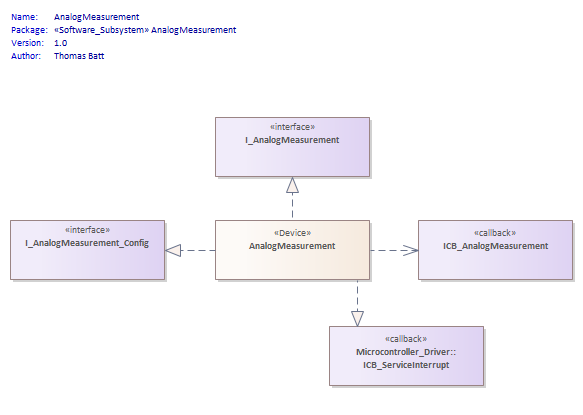 Name: AnalogMeasurement
Package: «Software_Subsystem» AnalogMeasurement
Version: 1.0
Author: Thomas Batt
«interface»
I_AnalogMeasurement
«interface»
I_AnalogMeasurement_Config
«Device»
AnalogMeasurement
«callback»
ICB_AnalogMeasurement
«callback»
Microcontroller_Driver::
ICB_ServiceInterrupt